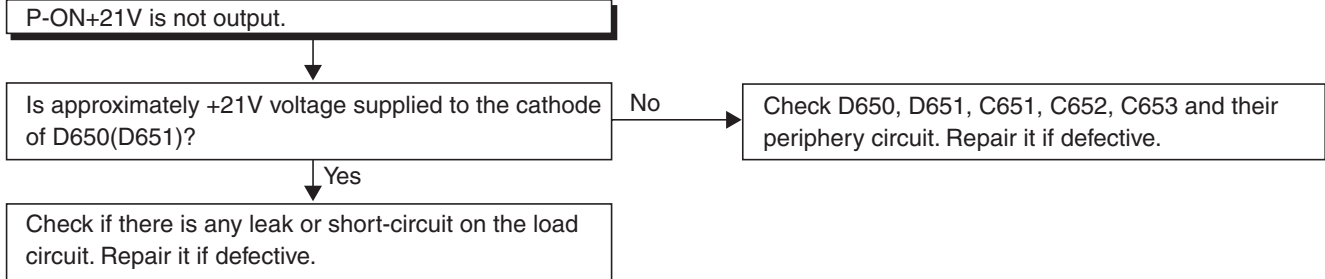 P-ON+21V is not output.
Is approximately +21V voltage supplied to the cathode
of D650(D651)?
No
Check D650, D651, C651, C652, C653 and their
periphery circuit. Repair it if defective.
Yes
Check if there is any leak or short-circuit on the load
circuit. Repair it if defective.